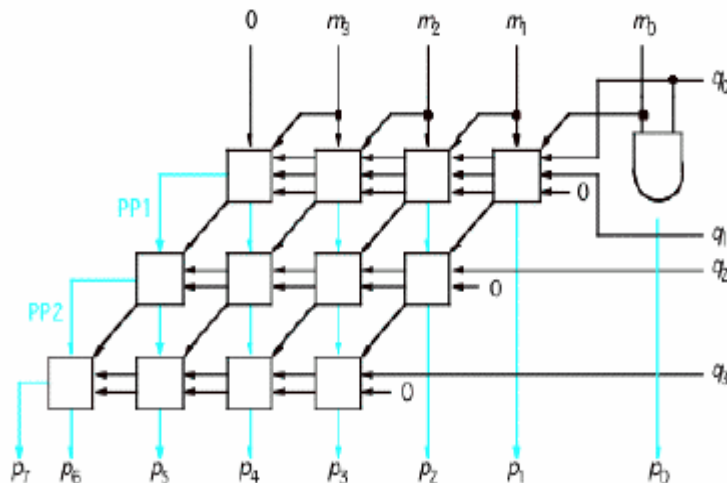 0 m₃ m₂ m₁ m₀
q₀
0
PP1
q₁
q₂
0
PP2
q₃
0
p₇ p₆ p₅ p₄ p₃ p₂ p₁ p₀